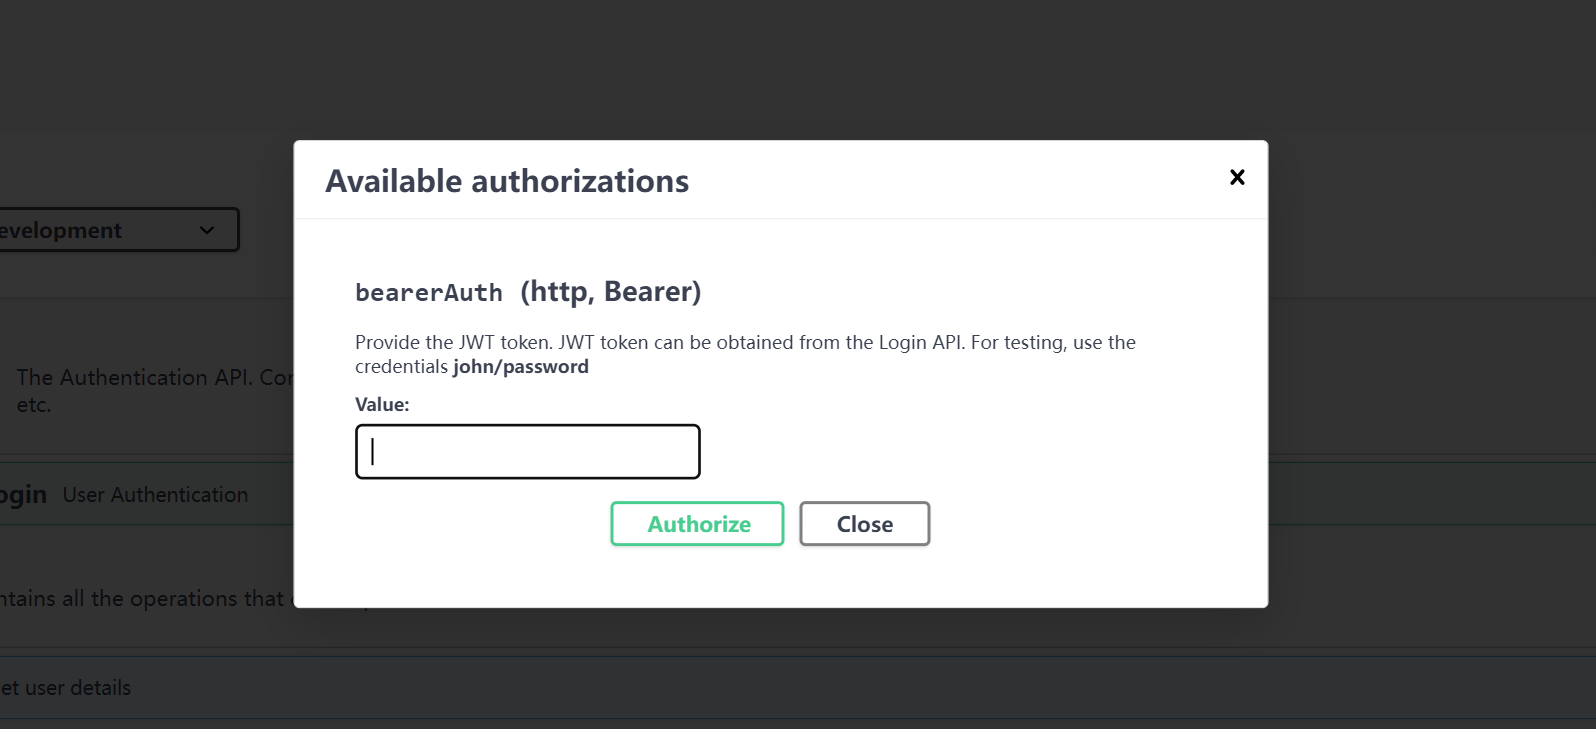 Available authorizations
evelopment
bearerAuth (http, Bearer)
Provide the JWT token. JWT token can be obtained from the Login API. For testing, use the
credentials john/password
The Authentication API. Con
etc.
Value:
ogin User Authentication
Authorize
Close
ntains all the operations that
et user details